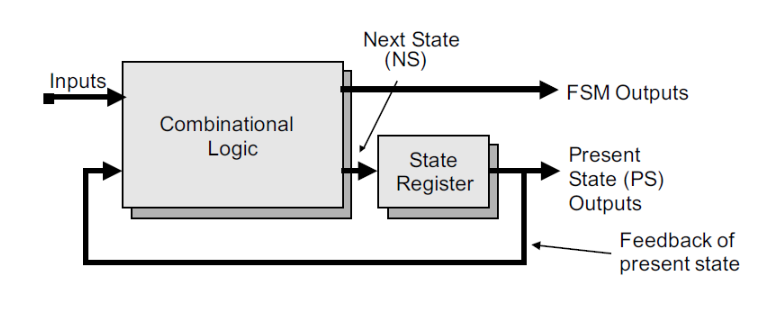 Next State
(NS)
Inputs
FSM Outputs
Combinational
Logic
State
Register
Present
State (PS)
Outputs
Feedback of
present state